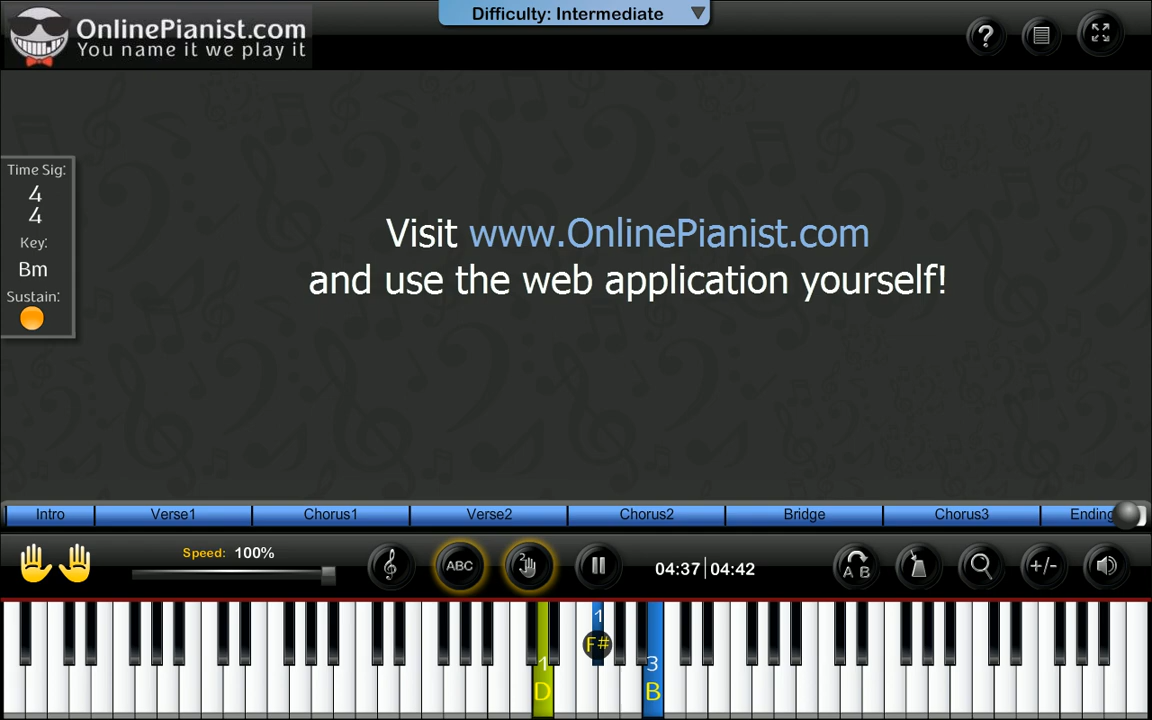 Difficulty: Intermediate
OnlinePianist.com
You name it we play it
?
Time Sig:
4
4
Key:
Bm
Sustain:
Visit www.OnlinePianist.com
and use the web application yourself!
Intro Verse1 Chorus1 Verse2 Chorus2 Bridge Chorus3 Ending
Speed: 100%
ABC
2
04:37|04:42
A B
+/-
1
F#
1
D
3
B